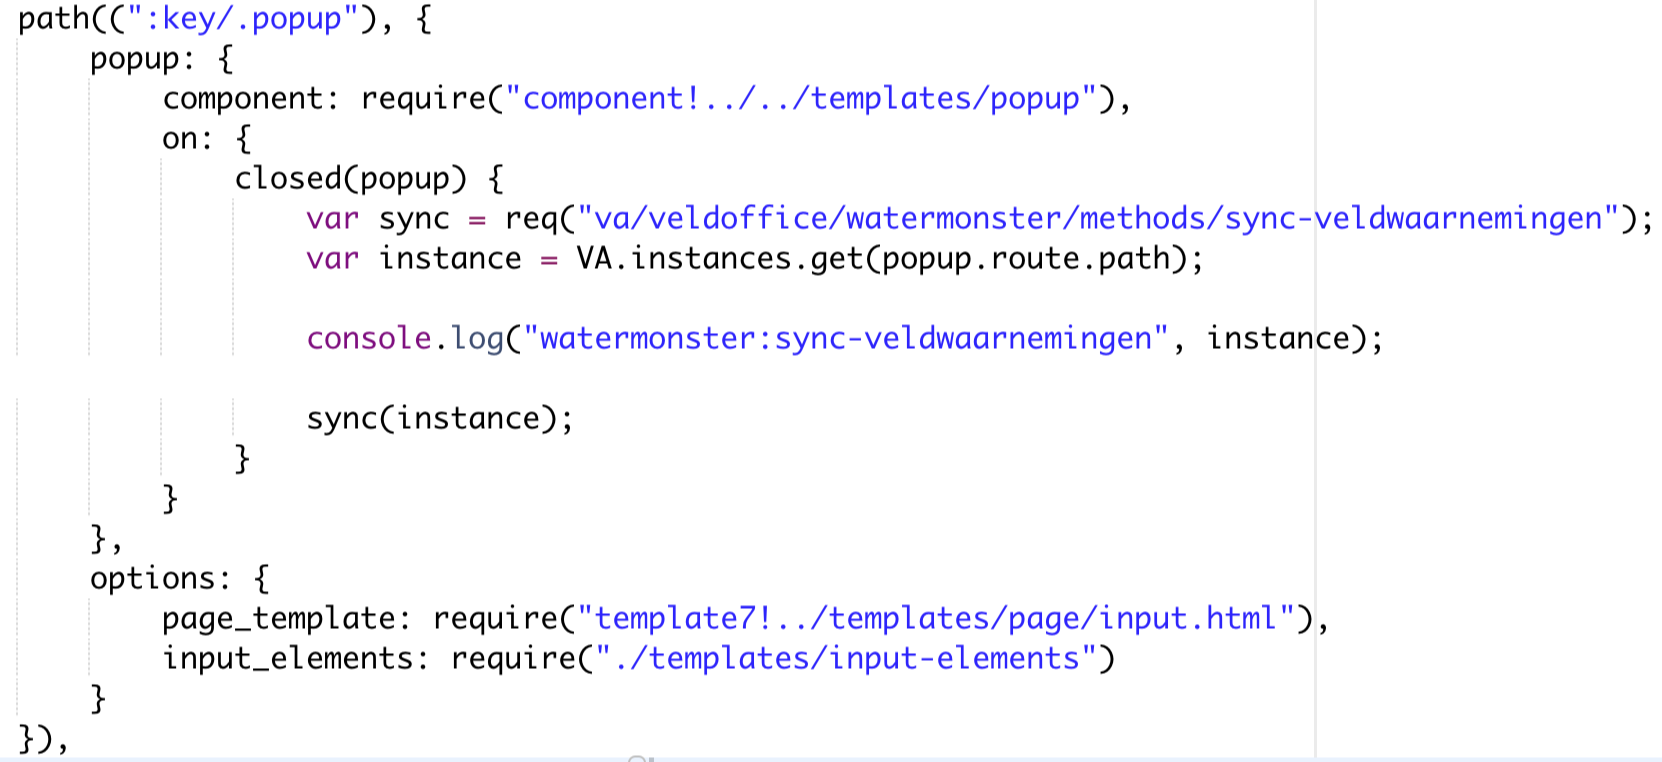 path((":key/.popup"), {
    popup: {
        component: require("component!../../templates/popup"),
        on: {
            closed(popup) {
                var sync = req("va/veldoffice/watermonster/methods/sync-veldwaarnemingen");
                var instance = VA.instances.get(popup.route.path);

                console.log("watermonster:sync-veldwaarnemingen", instance);

                sync(instance);
            }
        }
    },
    options: {
        page_template: require("template7!../templates/page/input.html"),
        input_elements: require("./templates/input-elements")
    }
}),